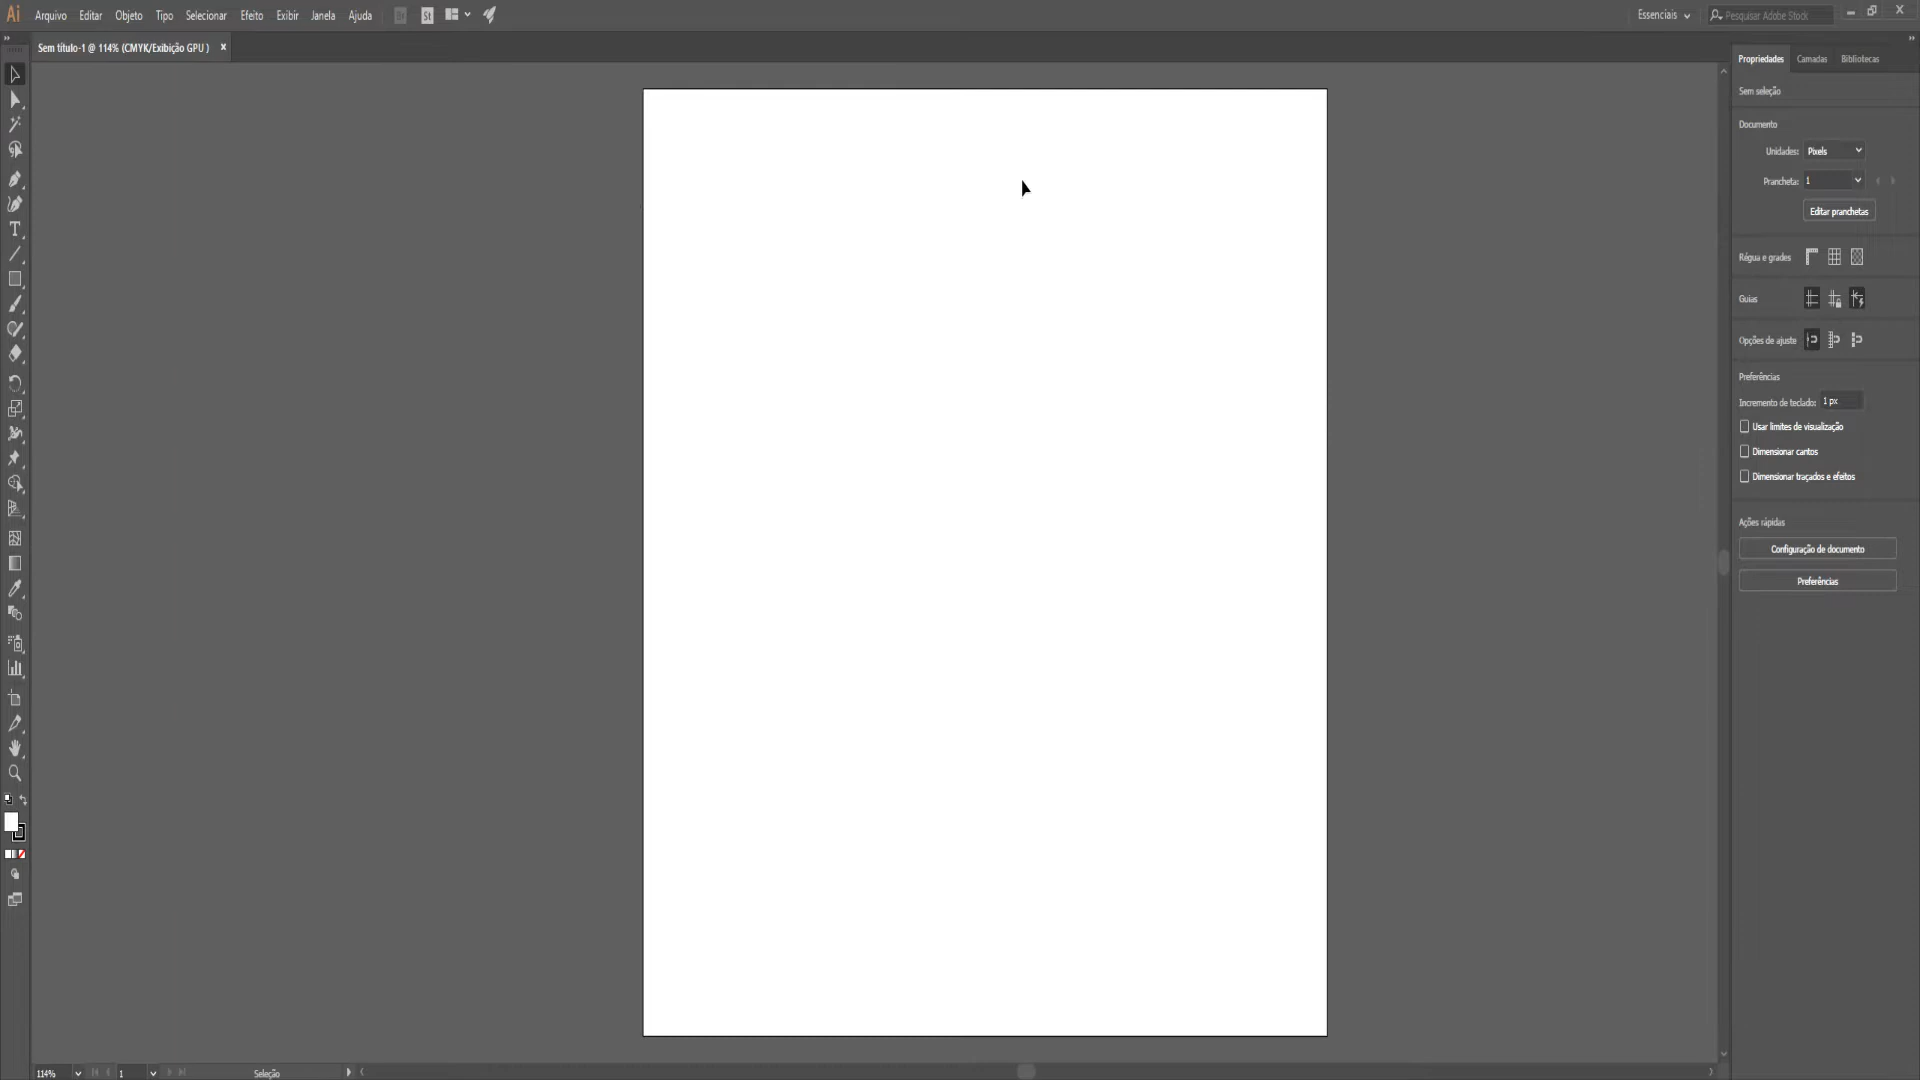 Ai Arquivo Editar Objeto Tipo Selecionar Efeito Exibir Janela Ajuda Br St Essenciais Pesquisar Adobe Stock
Sem título-1 @ 114% (CMYK/Exibição GPU ) ×
Propriedades Camadas Bibliotecas
Sem seleção
Documento
Unidades: Pixels
Prancheta: 1
Editar pranchetas
Régua e grades
Guias
Opções de ajuste
Preferências
Incremento de teclado: 1 px
Usar limites de visualização
Dimensionar cantos
Dimensionar traçados e efeitos
Ações rápidas
Configuração de documento
Preferências
114% 1 Seleção